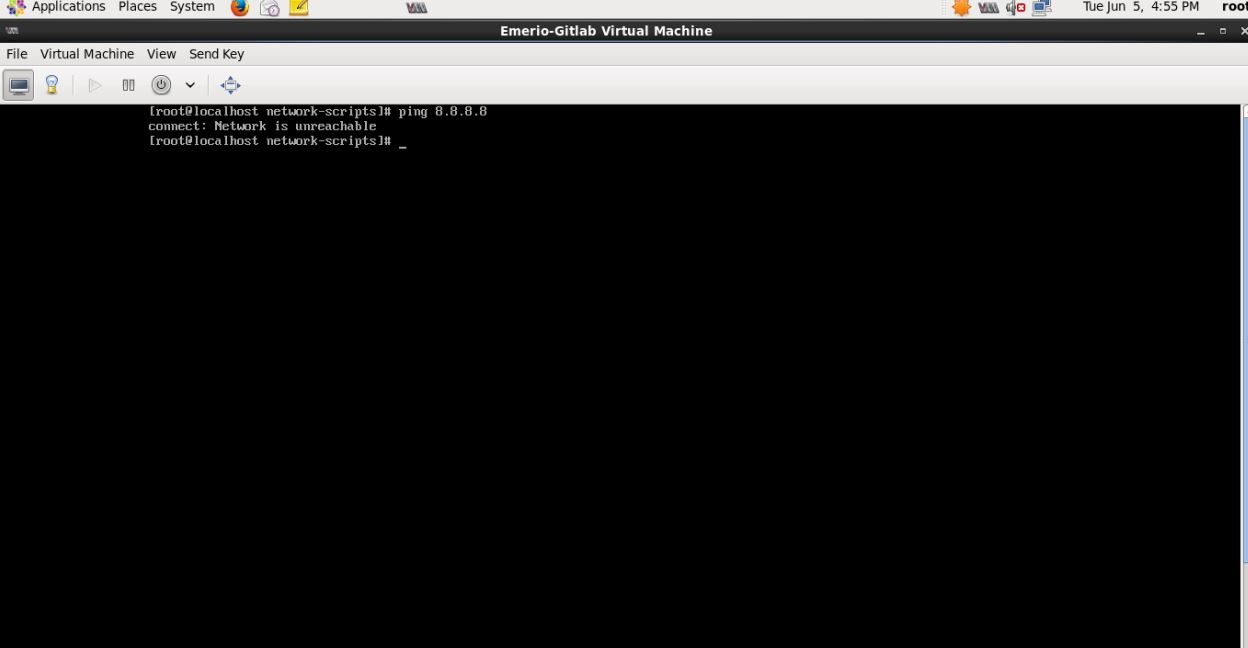 Applications Places System Tue Jun 5, 4:55 PM root
Emerio-Gitlab Virtual Machine
File Virtual Machine View Send Key
[root@localhost network-scripts]# ping 8.8.8.8
connect: Network is unreachable
[root@localhost network-scripts]# _